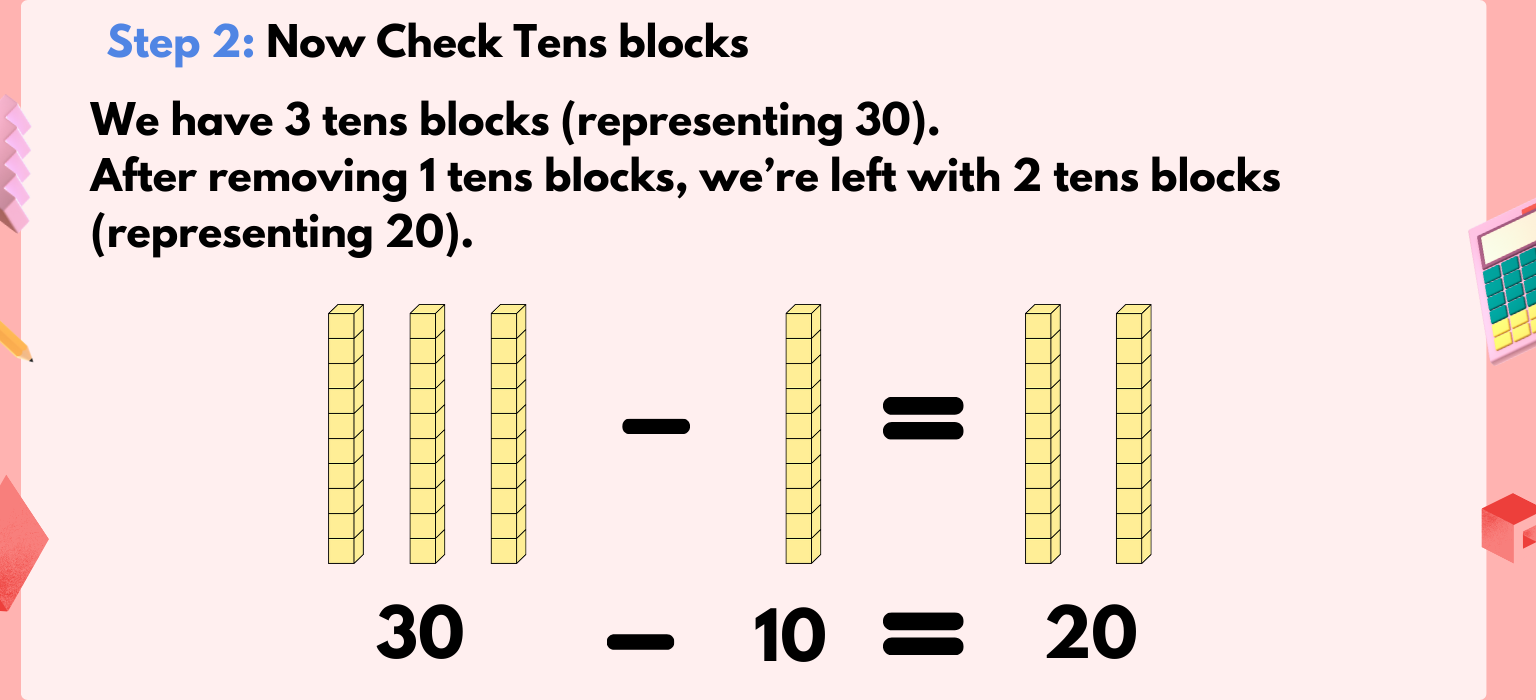 Step 2: Now Check Tens blocks
We have 3 tens blocks (representing 30).
After removing 1 tens blocks, we’re left with 2 tens blocks
(representing 20).
– =
30 – 10 = 20